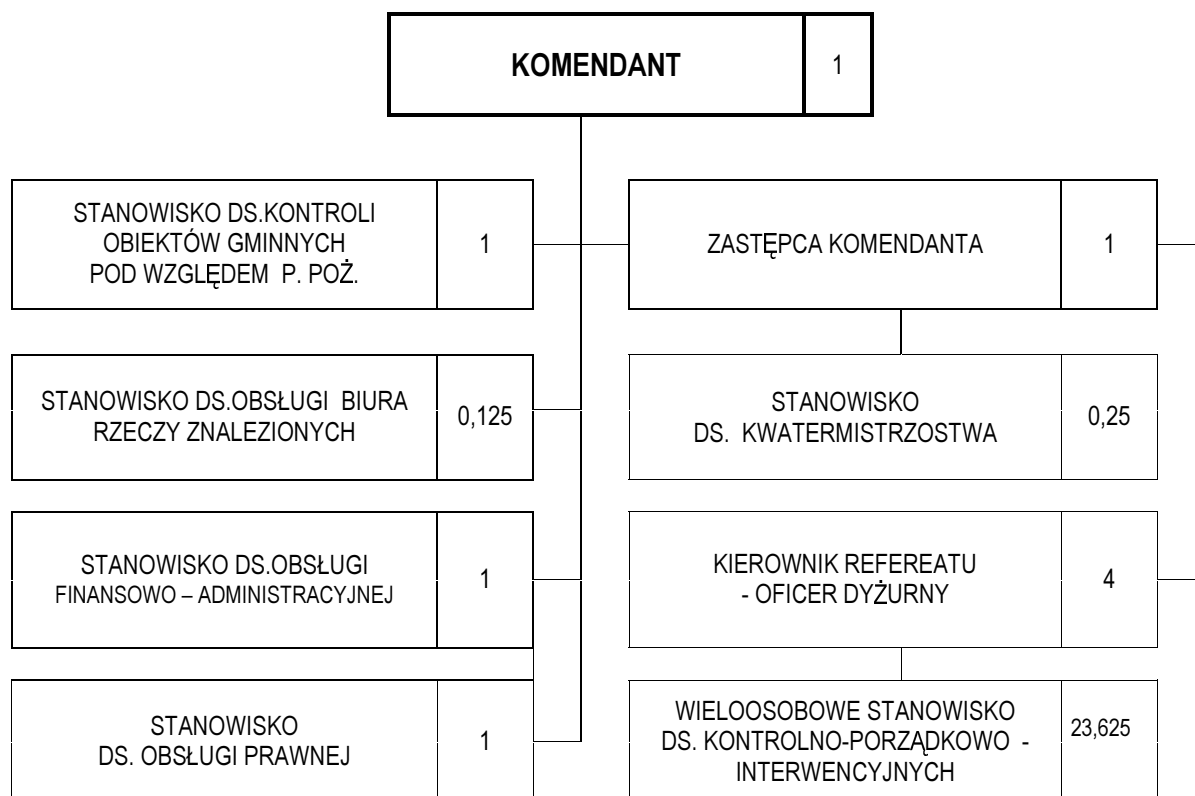 KOMENDANT
1
STANOWISKO DS.KONTROLI
OBIEKTÓW GMINNYCH
POD WZGLĘDEM P. POŻ.
1
ZASTĘPCA KOMENDANTA
1
STANOWISKO DS.OBSŁUGI BIURA
RZECZY ZNALEZIONYCH
0,125
STANOWISKO
DS. KWATERMISTRZOSTWA
0,25
STANOWISKO DS.OBSŁUGI
FINANSOWO – ADMINISTRACYJNEJ
1
KIEROWNIK REFEREATU
- OFICER DYŻURNY
4
STANOWISKO
DS. OBSŁUGI PRAWNEJ
1
WIELOOSOBOWE STANOWISKO
DS. KONTROLNO-PORZĄDKOWO -
INTERWENCYJNYCH
23,625